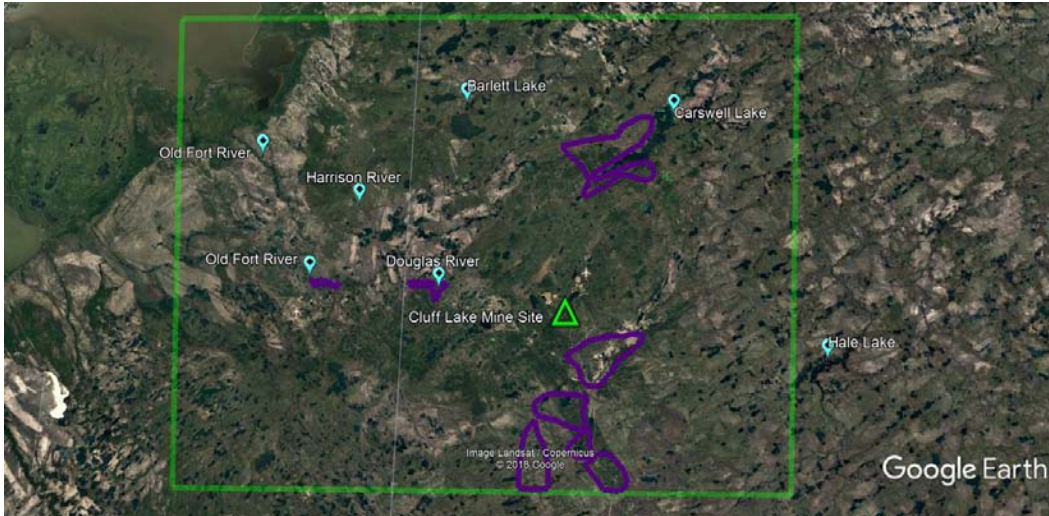 Barlett Lake
Carswell Lake
Old Fort River
Harrison River
Old Fort River
Douglas River
Cluff Lake Mine Site
Hale Lake
Image Landsat / Copernicus
© 2018 Google
Google Earth